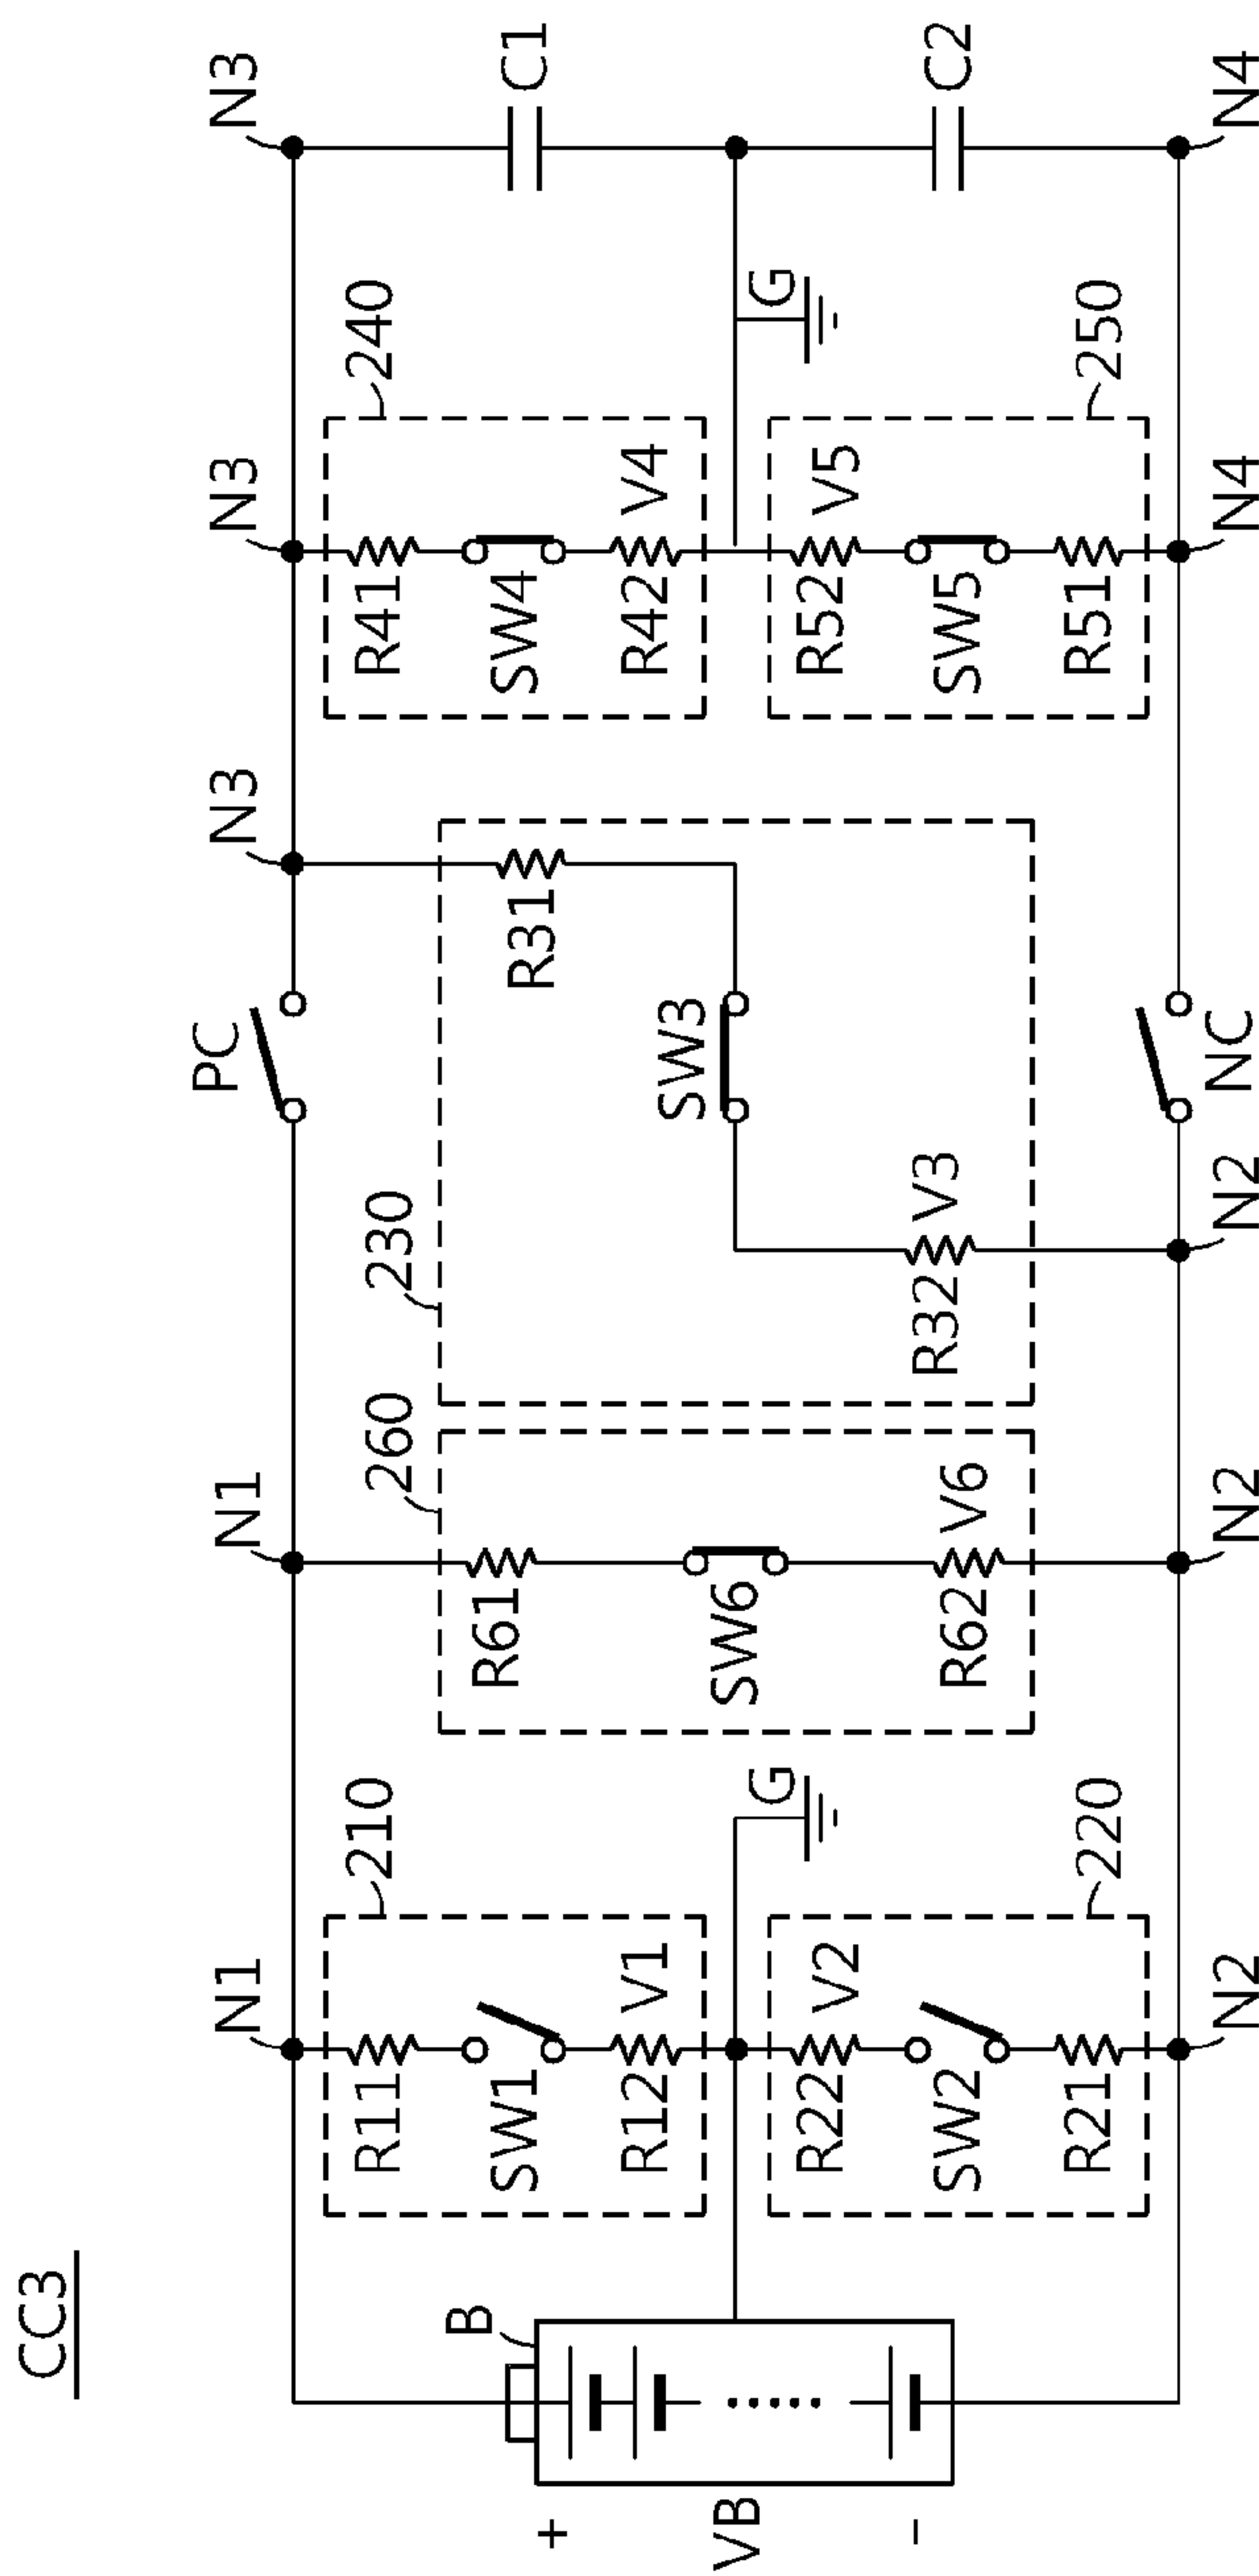 CC3
N1
N1
PC
N3
N3
N3
210
260
230
240
R11
SW1
R12
V1
R61
SW6
R62
V6
R31
SW3
R32
V3
R41
SW4
R42
V4
C1
B
+
VB
−
G
G
R22
V2
SW2
R21
220
R52
V5
SW5
R51
250
C2
N2
N2
N2
NC
N4
N4